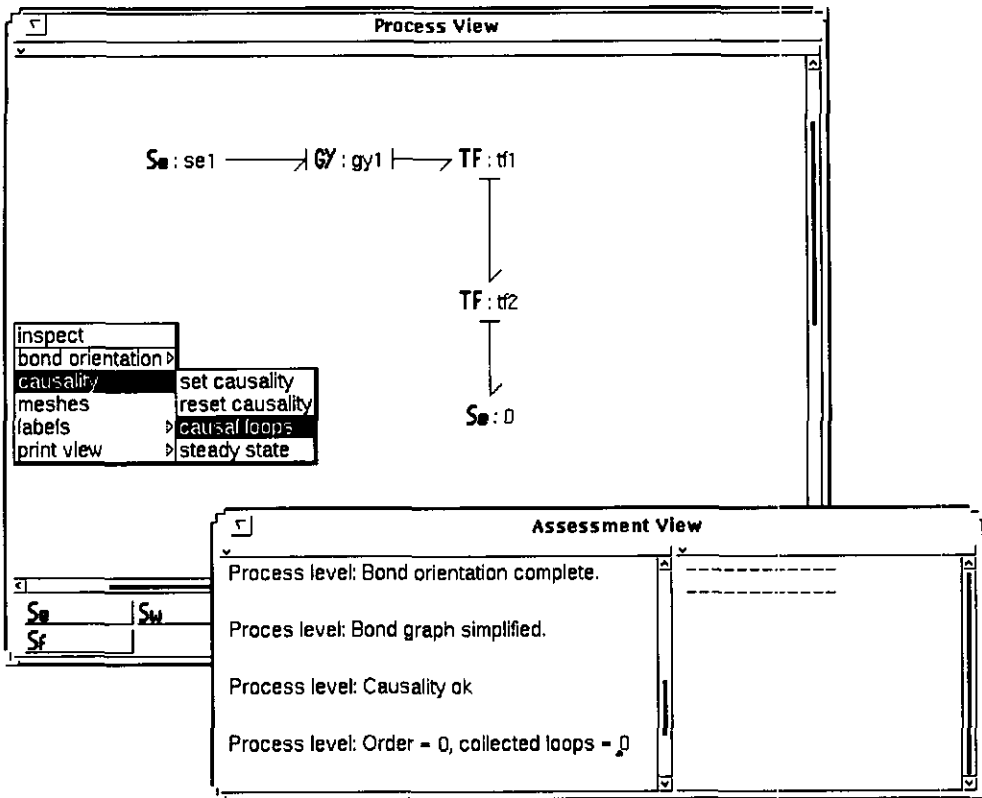 Process View
Se : se1 GY : gy1 TF : tf1
TF : tf2
Se : 0
inspect
bond orientation
causality
meshes
labels
print view
set causality
reset causality
causal loops
steady state
Se Sw
Sf
Assessment View
Process level: Bond orientation complete.
Proces level: Bond graph simplified.
Process level: Causality ok
Process level: Order = 0, collected loops = 0